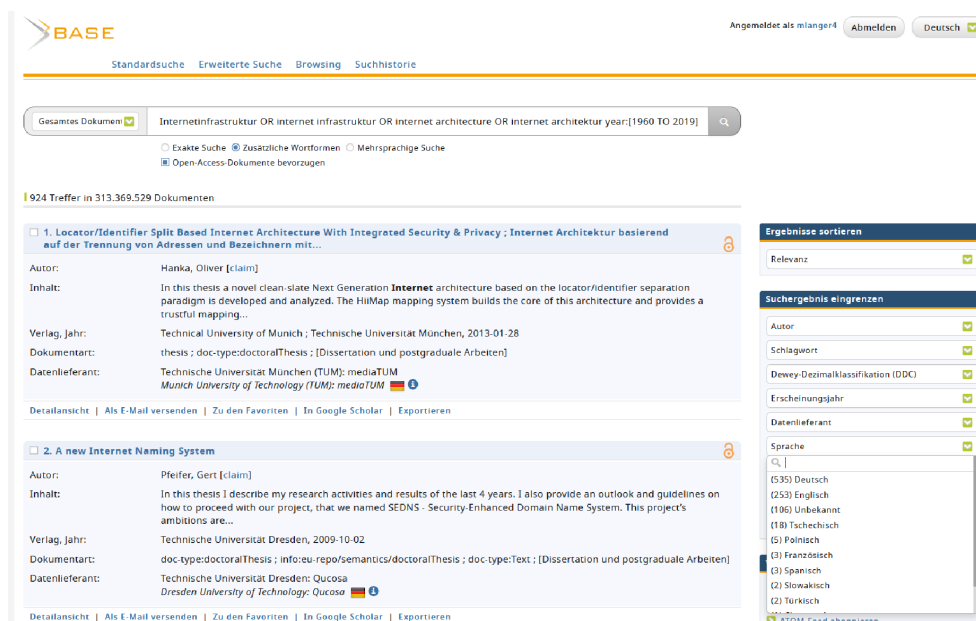 BASE
Angemeldet als mlanger4
Abmelden
Deutsch
Standardsuche Erweiterte Suche Browsing Suchhistorie
Gesamtes Dokument
Internetinfrastruktur OR internet infrastruktur OR internet architecture OR internet architektur year:[1960 TO 2019]
Exakte Suche Zusätzliche Wortformen Mehrsprachige Suche
Open-Access-Dokumente bevorzugen
924 Treffer in 313.369.529 Dokumenten
1. Locator/Identifier Split Based Internet Architecture With Integrated Security & Privacy ; Internet Architektur basierend
auf der Trennung von Adressen und Bezeichnern mit...
Autor: Hanka, Oliver [claim]
Inhalt: In this thesis a novel clean-slate Next Generation Internet architecture based on the locator/identifier separation
paradigm is developed and analyzed. The HiiMap mapping system builds the core of this architecture and provides a
trustful mapping...
Verlag, Jahr: Technical University of Munich ; Technische Universität München, 2013-01-28
Dokumentart: thesis ; doc-type:doctoralThesis ; [Dissertation und postgraduale Arbeiten]
Datenlieferant: Technische Universität München (TUM): mediaTUM
Munich University of Technology (TUM): mediaTUM
Detailansicht | Als E-Mail versenden | Zu den Favoriten | In Google Scholar | Exportieren
2. A new Internet Naming System
Autor: Pfeifer, Gert [claim]
Inhalt: In this thesis I describe my research activities and results of the last 4 years. I also provide an outlook and guidelines on
how to proceed with our project, that we named SEDNS - Security-Enhanced Domain Name System. This project's
ambitions are...
Verlag, Jahr: Technische Universität Dresden, 2009-10-02
Dokumentart: doc-type:doctoralThesis ; info:eu-repo/semantics/doctoralThesis ; doc-type:Text ; [Dissertation und postgraduale Arbeiten]
Datenlieferant: Technische Universität Dresden: Qucosa
Dresden University of Technology: Qucosa
Detailansicht | Als E-Mail versenden | Zu den Favoriten | In Google Scholar | Exportieren
Ergebnisse sortieren
Relevanz
Suchergebnis eingrenzen
Autor
Schlagwort
Dewey-Dezimalklassifikation (DDC)
Erscheinungsjahr
Datenlieferant
Sprache
(535) Deutsch
(253) Englisch
(106) Unbekannt
(18) Tschechisch
(5) Polnisch
(3) Französisch
(3) Spanisch
(2) Slowakisch
(2) Türkisch
ATOM-Feed abonnieren